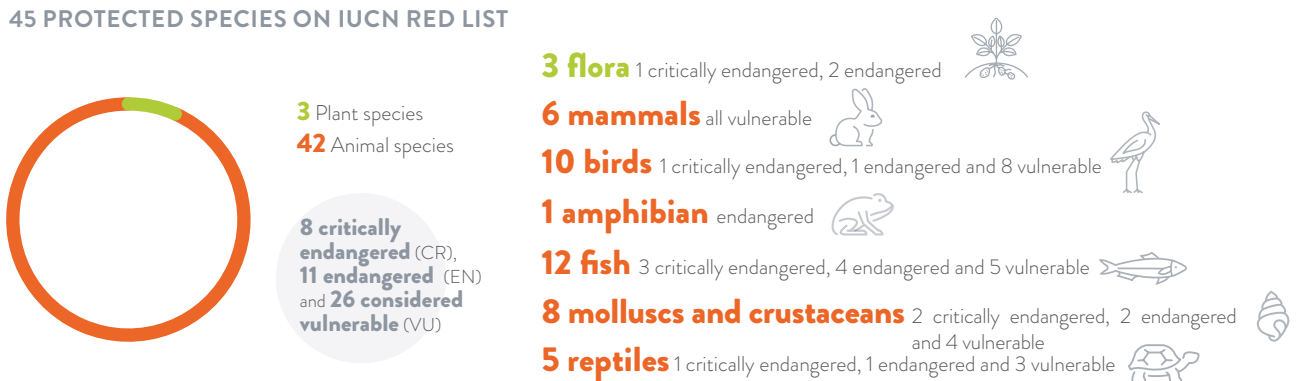 45 PROTECTED SPECIES ON IUCN RED LIST
3 Plant species
42 Animal species
8 critically
endangered (CR),
11 endangered (EN)
and 26 considered
vulnerable (VU)
3 flora 1 critically endangered, 2 endangered
6 mammals all vulnerable
10 birds 1 critically endangered, 1 endangered and 8 vulnerable
1 amphibian endangered
12 fish 3 critically endangered, 4 endangered and 5 vulnerable
8 molluscs and crustaceans 2 critically endangered, 2 endangered
and 4 vulnerable
5 reptiles 1 critically endangered, 1 endangered and 3 vulnerable